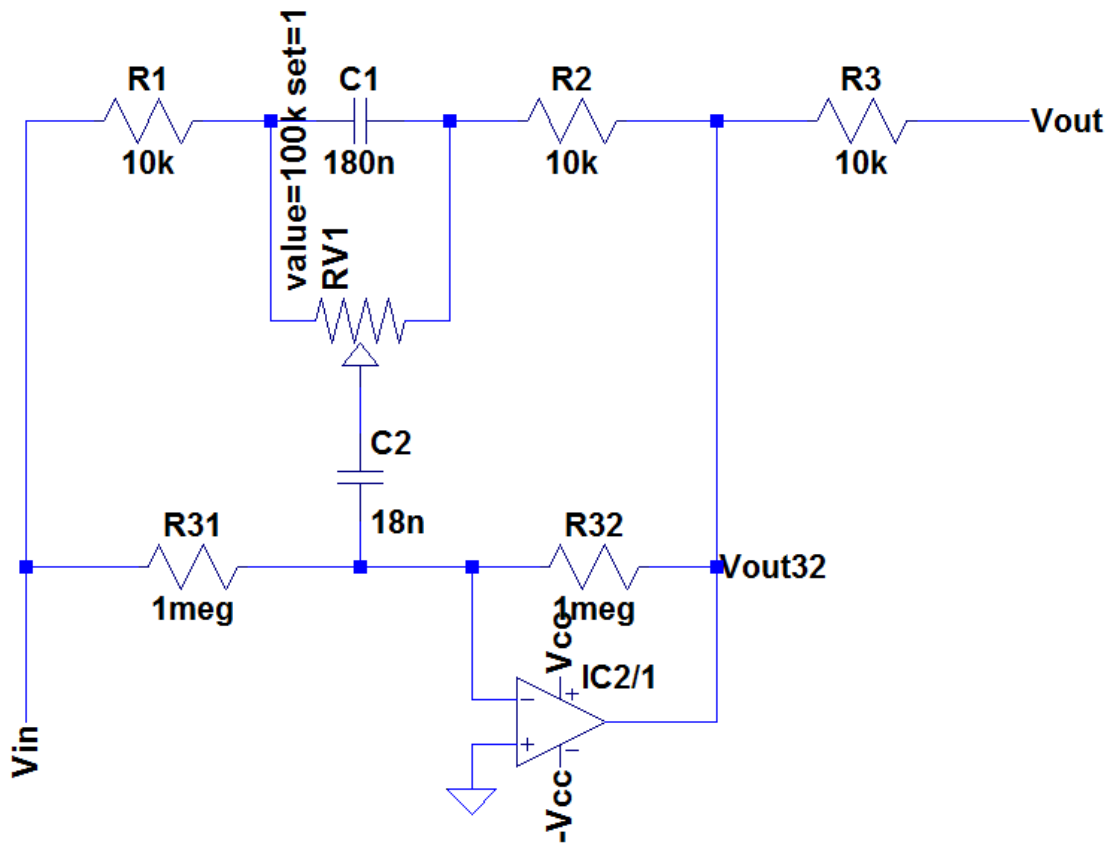 R1
10k
value=100k set=1
C1
180n
R2
10k
R3
10k
Vout
RV1
C2
18n
R31
1meg
R32
1meg
Vout32
Vcc
IC2/1
+
−
+
−
-Vcc
Vin